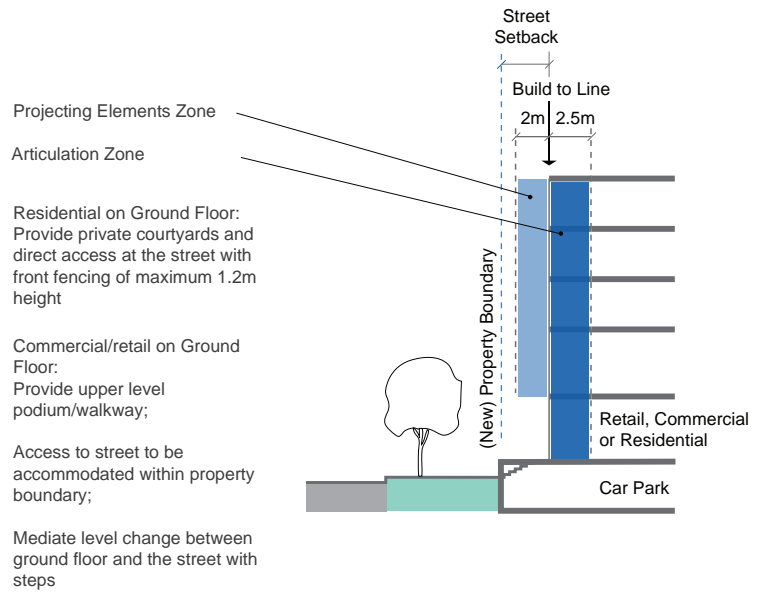 Street
Setback
Build to Line
2m 2.5m
Projecting Elements Zone
Articulation Zone
Residential on Ground Floor:
Provide private courtyards and
direct access at the street with
front fencing of maximum 1.2m
height
Commercial/retail on Ground
Floor:
Provide upper level
podium/walkway;
Access to street to be
accommodated within property
boundary;
Mediate level change between
ground floor and the street with
steps
(New) Property Boundary
Retail, Commercial
or Residential
Car Park